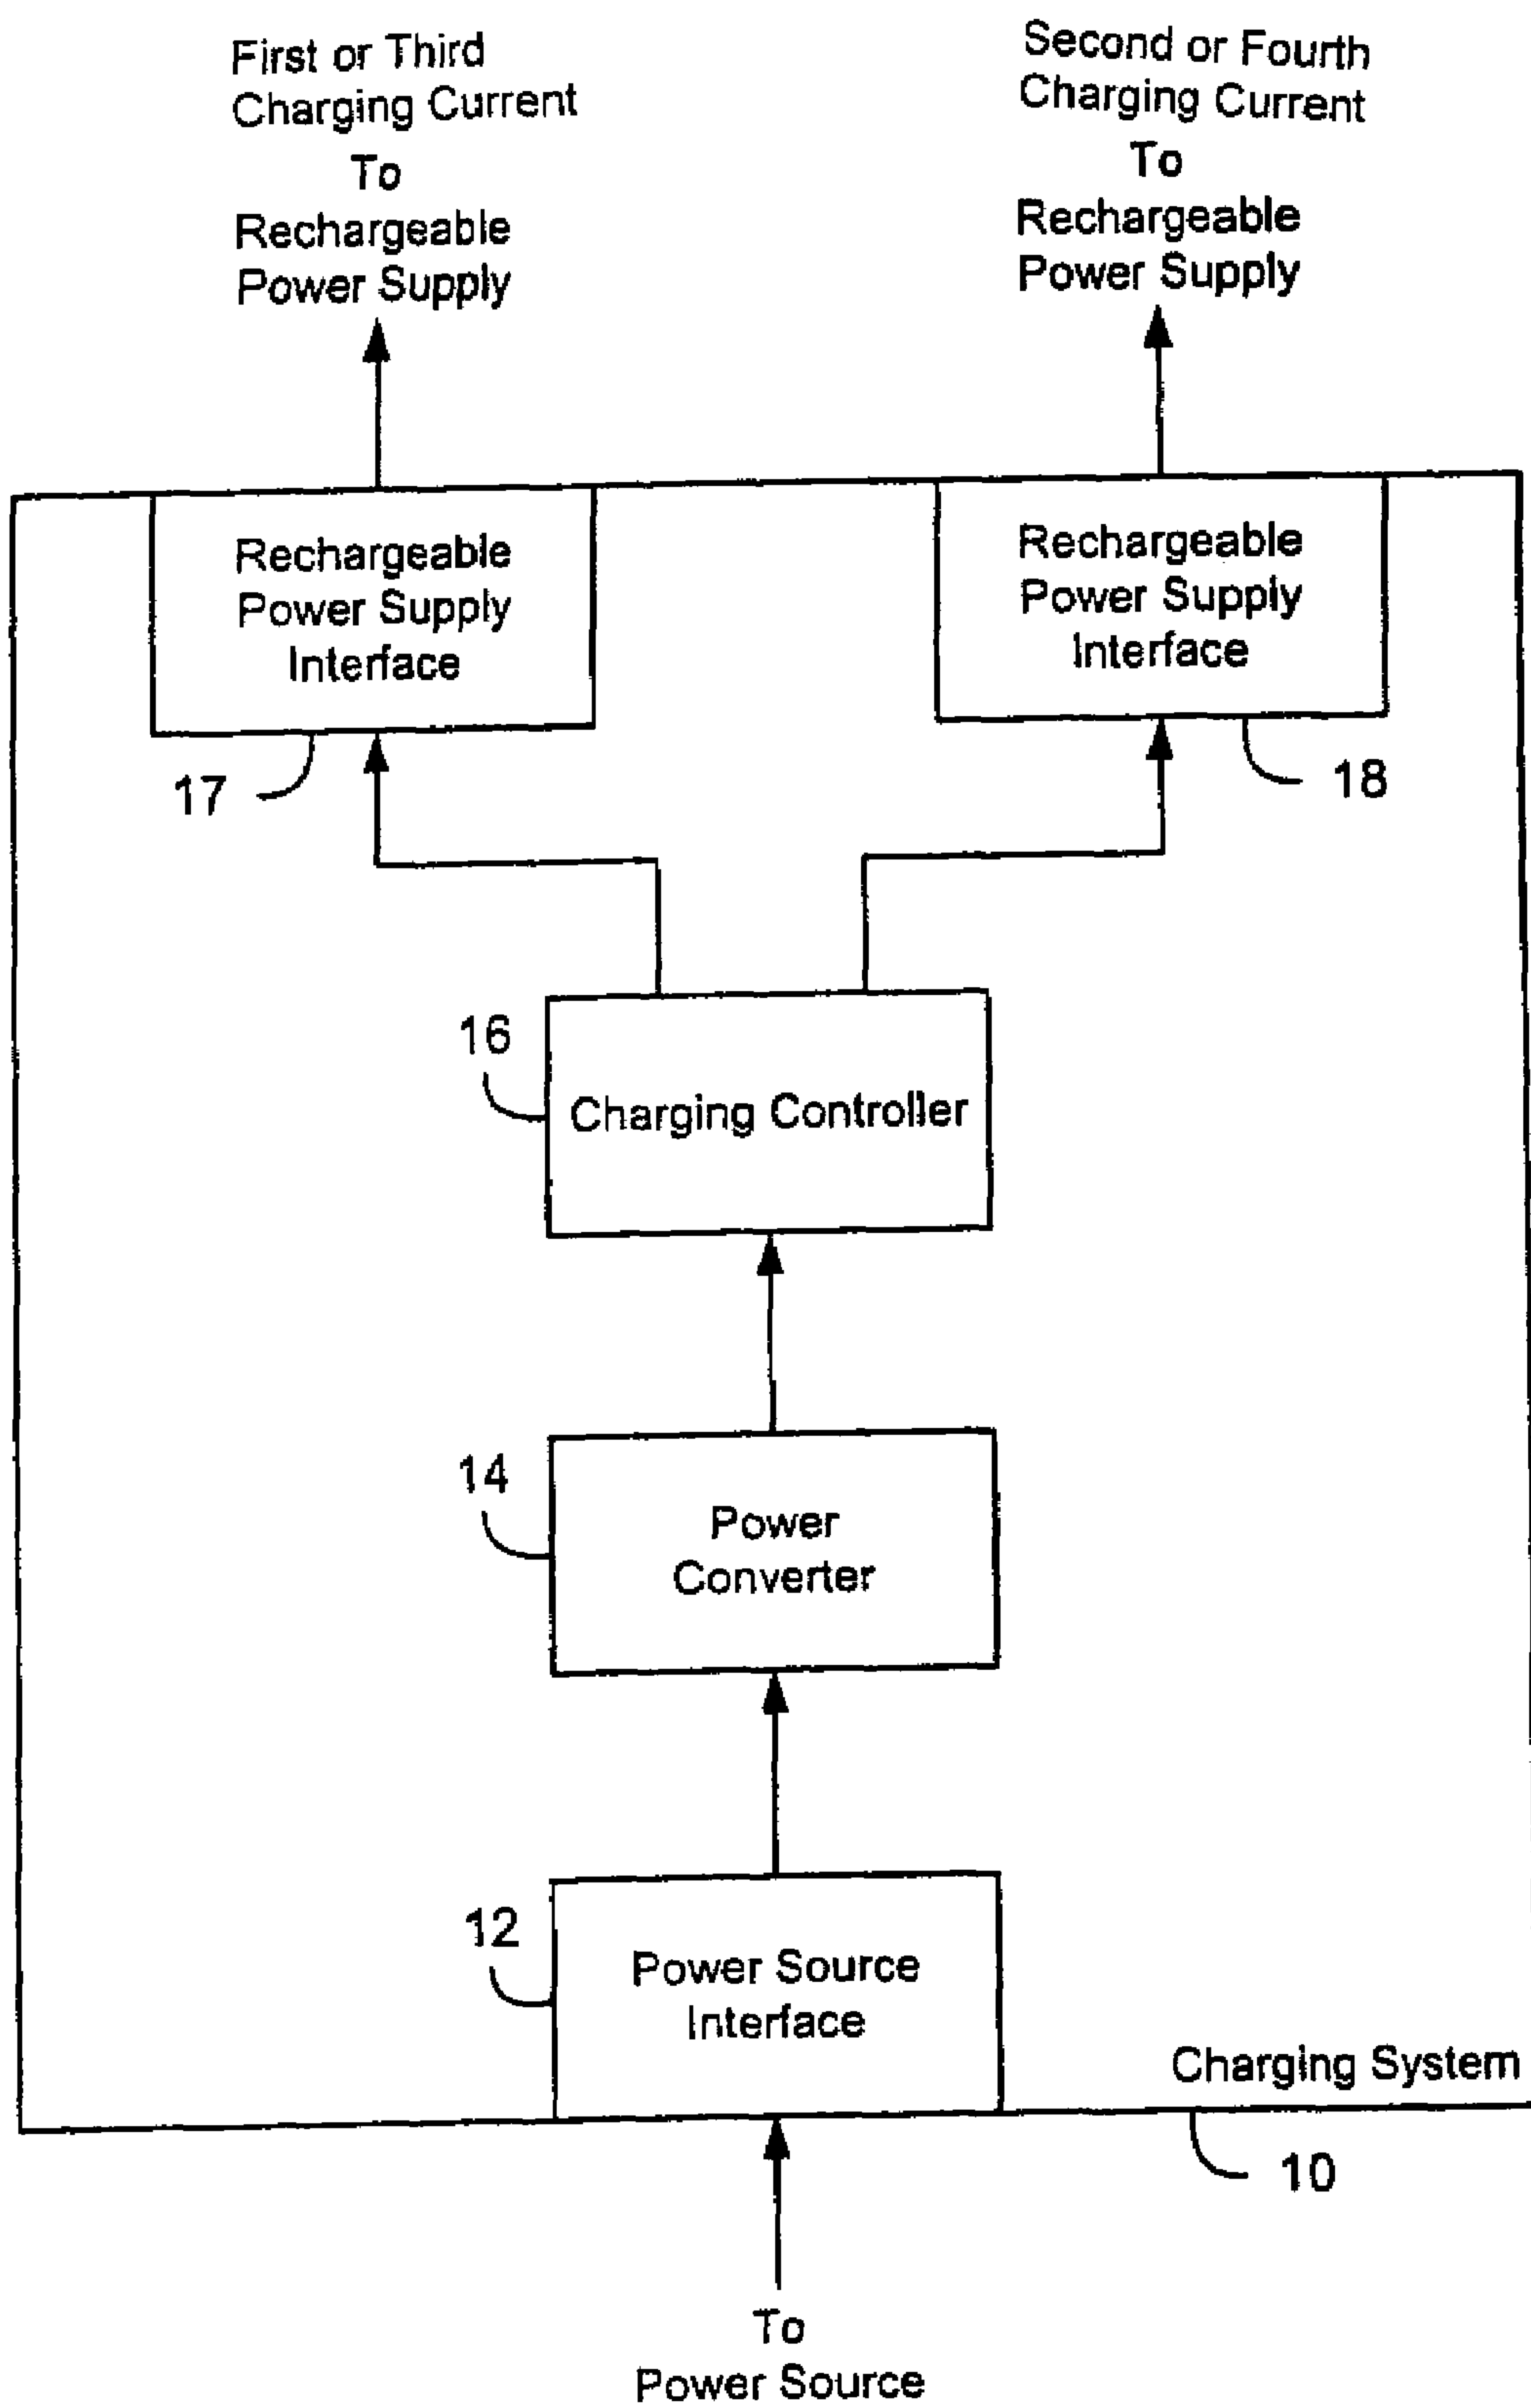 First or Third
Charging Current
To
Rechargeable
Power Supply
Second or Fourth
Charging Current
To
Rechargeable
Power Supply
Rechargeable
Power Supply
Interface
17
Rechargeable
Power Supply
Interface
18
16
Charging Controller
14
Power
Converter
12
Power Source
Interface
Charging System
10
To
Power Source